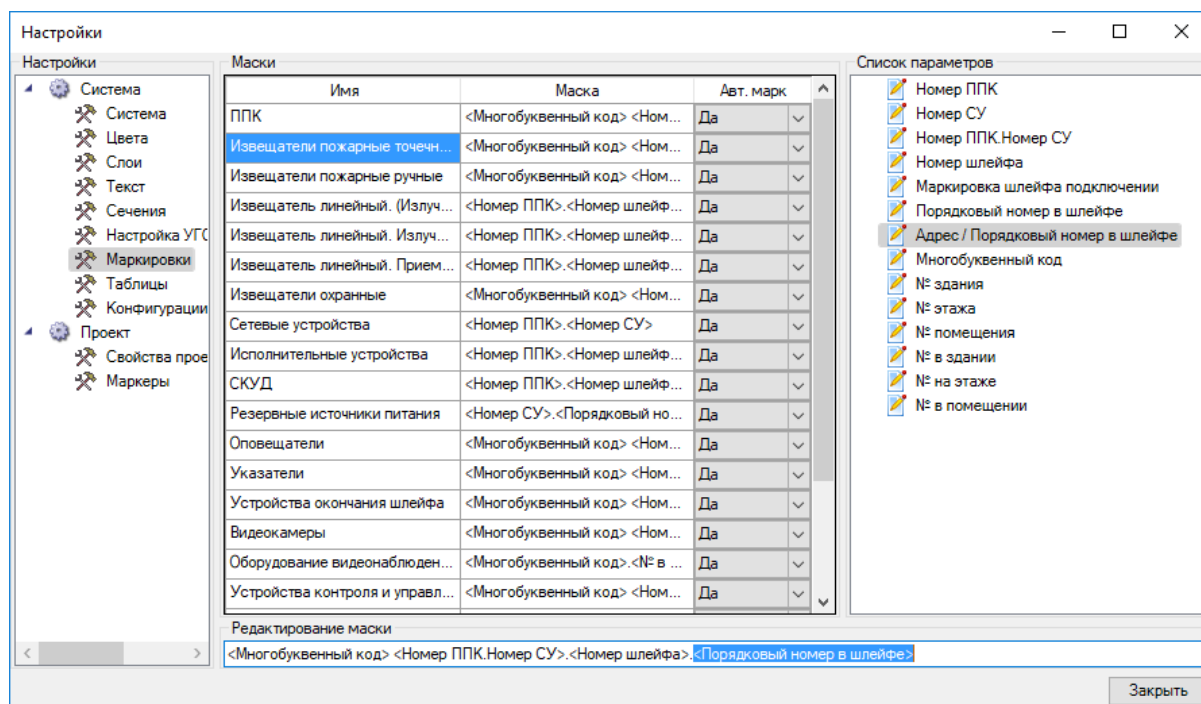 Настройки
Настройки
Система
Система
Цвета
Слои
Текст
Сечения
Настройка УГО
Маркировки
Таблицы
Конфигурации
Проект
Свойства прое
Маркеры
Маски
Имя Маска Авт. марк
ППК <Многобуквенный код> <Ном... Да
Извещатели пожарные точечн... <Многобуквенный код> <Ном... Да
Извещатели пожарные ручные <Многобуквенный код> <Ном... Да
Извещатель линейный. (Излуч... <Номер ППК>.<Номер шлейф... Да
Извещатель линейный. Излуч... <Номер ППК>.<Номер шлейф... Да
Извещатель линейный. Прием... <Номер ППК>.<Номер шлейф... Да
Извещатели охранные <Многобуквенный код> <Ном... Да
Сетевые устройства <Номер ППК>.<Номер СУ> Да
Исполнительные устройства <Номер ППК>.<Номер шлейф... Да
СКУД <Номер ППК>.<Номер шлейф... Да
Резервные источники питания <Номер СУ>.<Порядковый но... Да
Оповещатели <Многобуквенный код> <Ном... Да
Указатели <Многобуквенный код> <Ном... Да
Устройства окончания шлейфа <Многобуквенный код> <Ном... Да
Видеокамеры <Многобуквенный код> <Ном... Да
Оборудование видеонаблюден... <Многобуквенный код>.<№ в ... Да
Устройства контроля и управл... <Многобуквенный код> <Ном... Да
Редактирование маски
<Многобуквенный код> <Номер ППК.Номер СУ>.<Номер шлейфа>.<Порядковый номер в шлейфе>
Список параметров
Номер ППК
Номер СУ
Номер ППК.Номер СУ
Номер шлейфа
Маркировка шлейфа подключении
Порядковый номер в шлейфе
Адрес / Порядковый номер в шлейфе
Многобуквенный код
№ здания
№ этажа
№ помещения
№ в здании
№ на этаже
№ в помещении
Закрыть